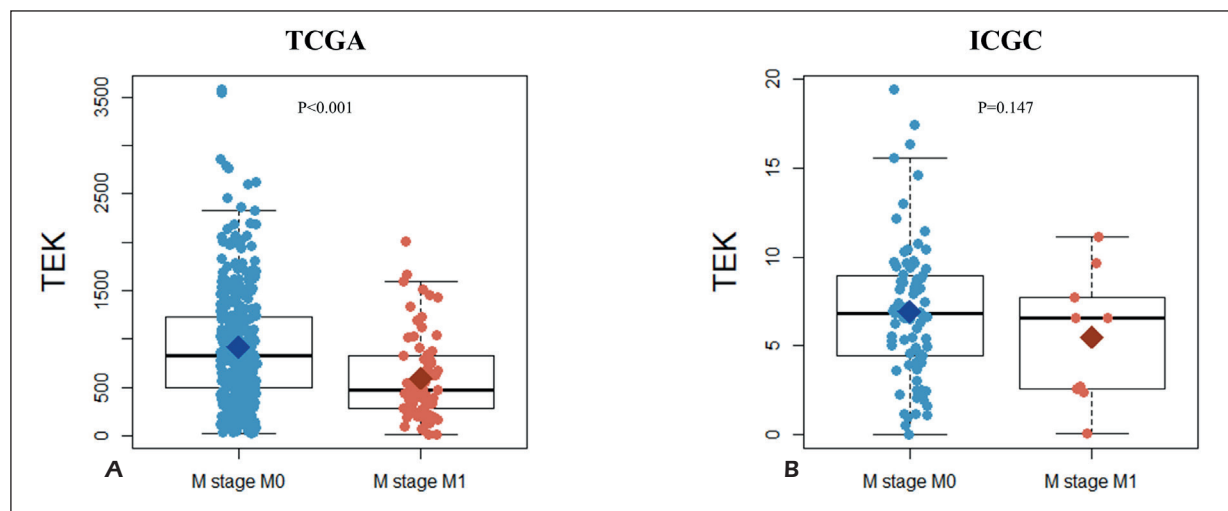 TCGA
P<0.001
TEK
3500
2500
1500
500
0
A
M stage M0 M stage M1
ICGC
P=0.147
TEK
20
15
10
5
0
B
M stage M0 M stage M1